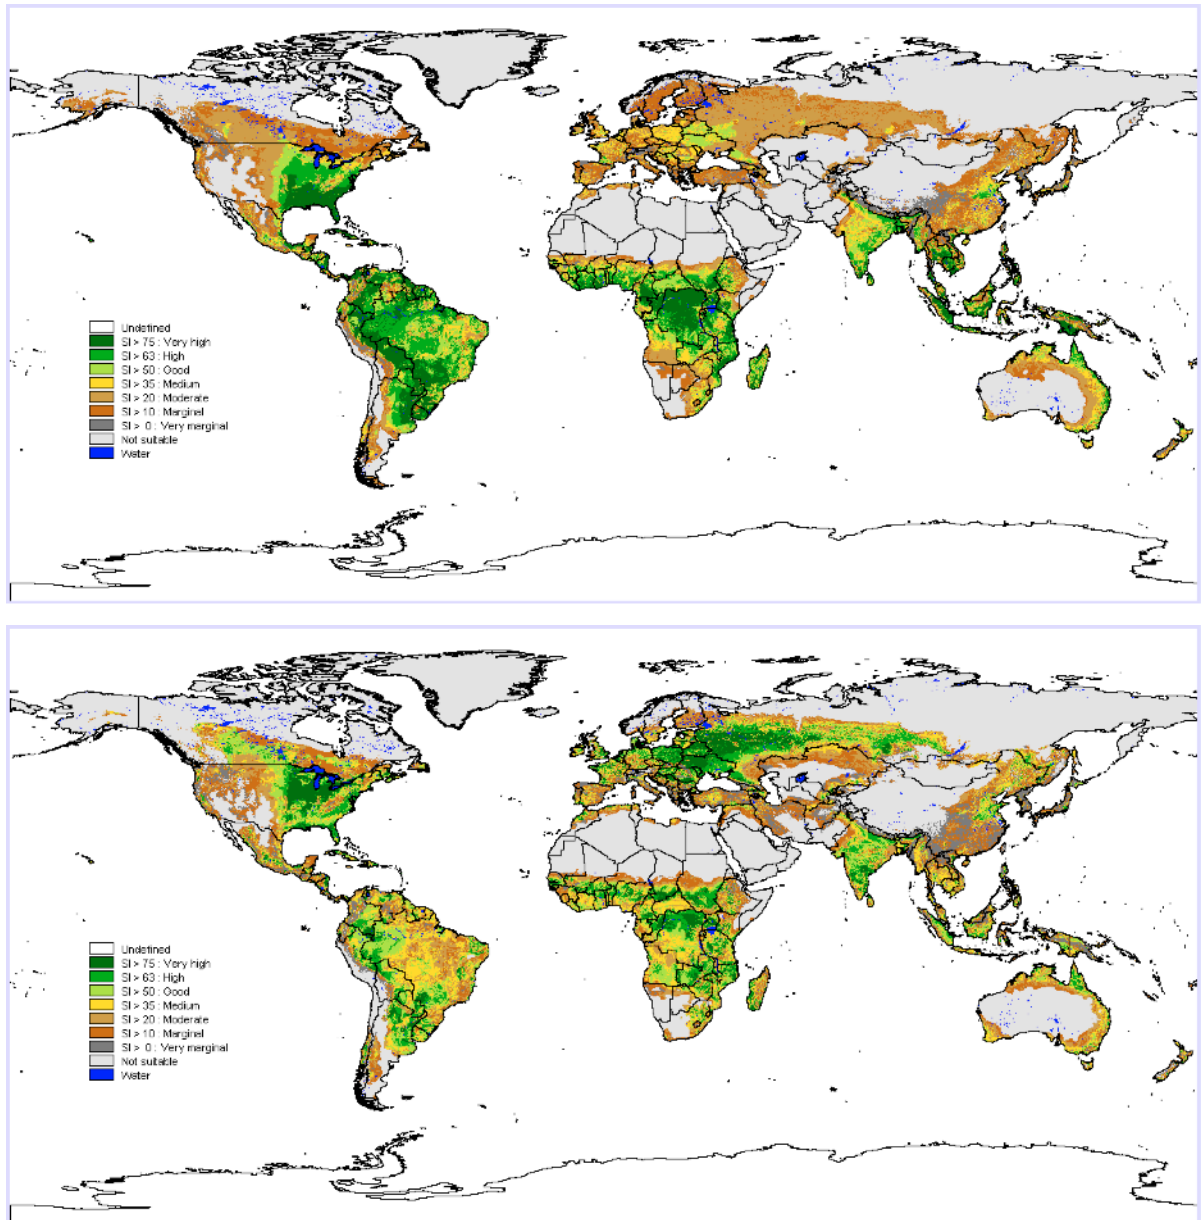 Undefined
SI > 75 : Very high
SI > 63 : High
SI > 50 : Good
SI > 35 : Medium
SI > 20 : Moderate
SI > 10 : Marginal
SI > 0 : Very marginal
Not suitable
Water
Undefined
SI > 75 : Very high
SI > 63 : High
SI > 50 : Good
SI > 35 : Medium
SI > 20 : Moderate
SI > 10 : Marginal
SI > 0 : Very marginal
Not suitable
Water